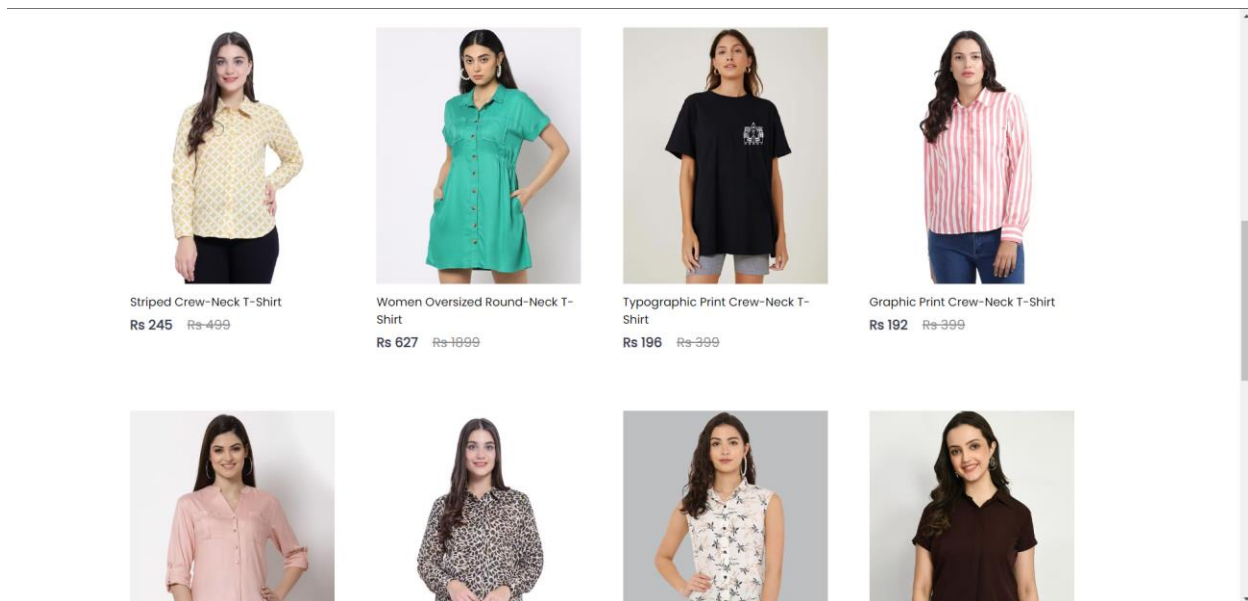 Striped Crew-Neck T-Shirt
Rs 245 Rs 499
Women Oversized Round-Neck T-
Shirt
Rs 627 Rs 1899
Typographic Print Crew-Neck T-
Shirt
Rs 196 Rs 399
Graphic Print Crew-Neck T-Shirt
Rs 192 Rs 399